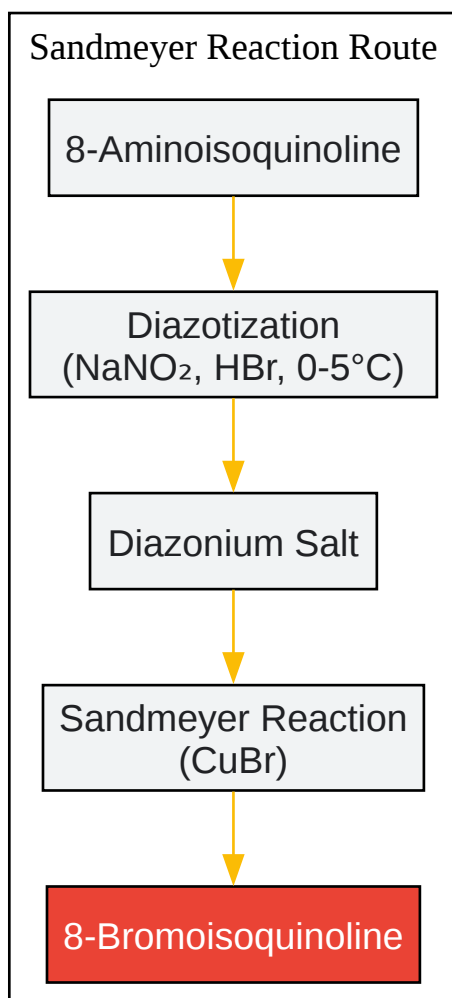 Sandmeyer Reaction Route
8-Aminoisoquinoline
Diazotization
(NaNO₂, HBr, 0-5°C)
Diazonium Salt
Sandmeyer Reaction
(CuBr)
8-Bromoisoquinoline